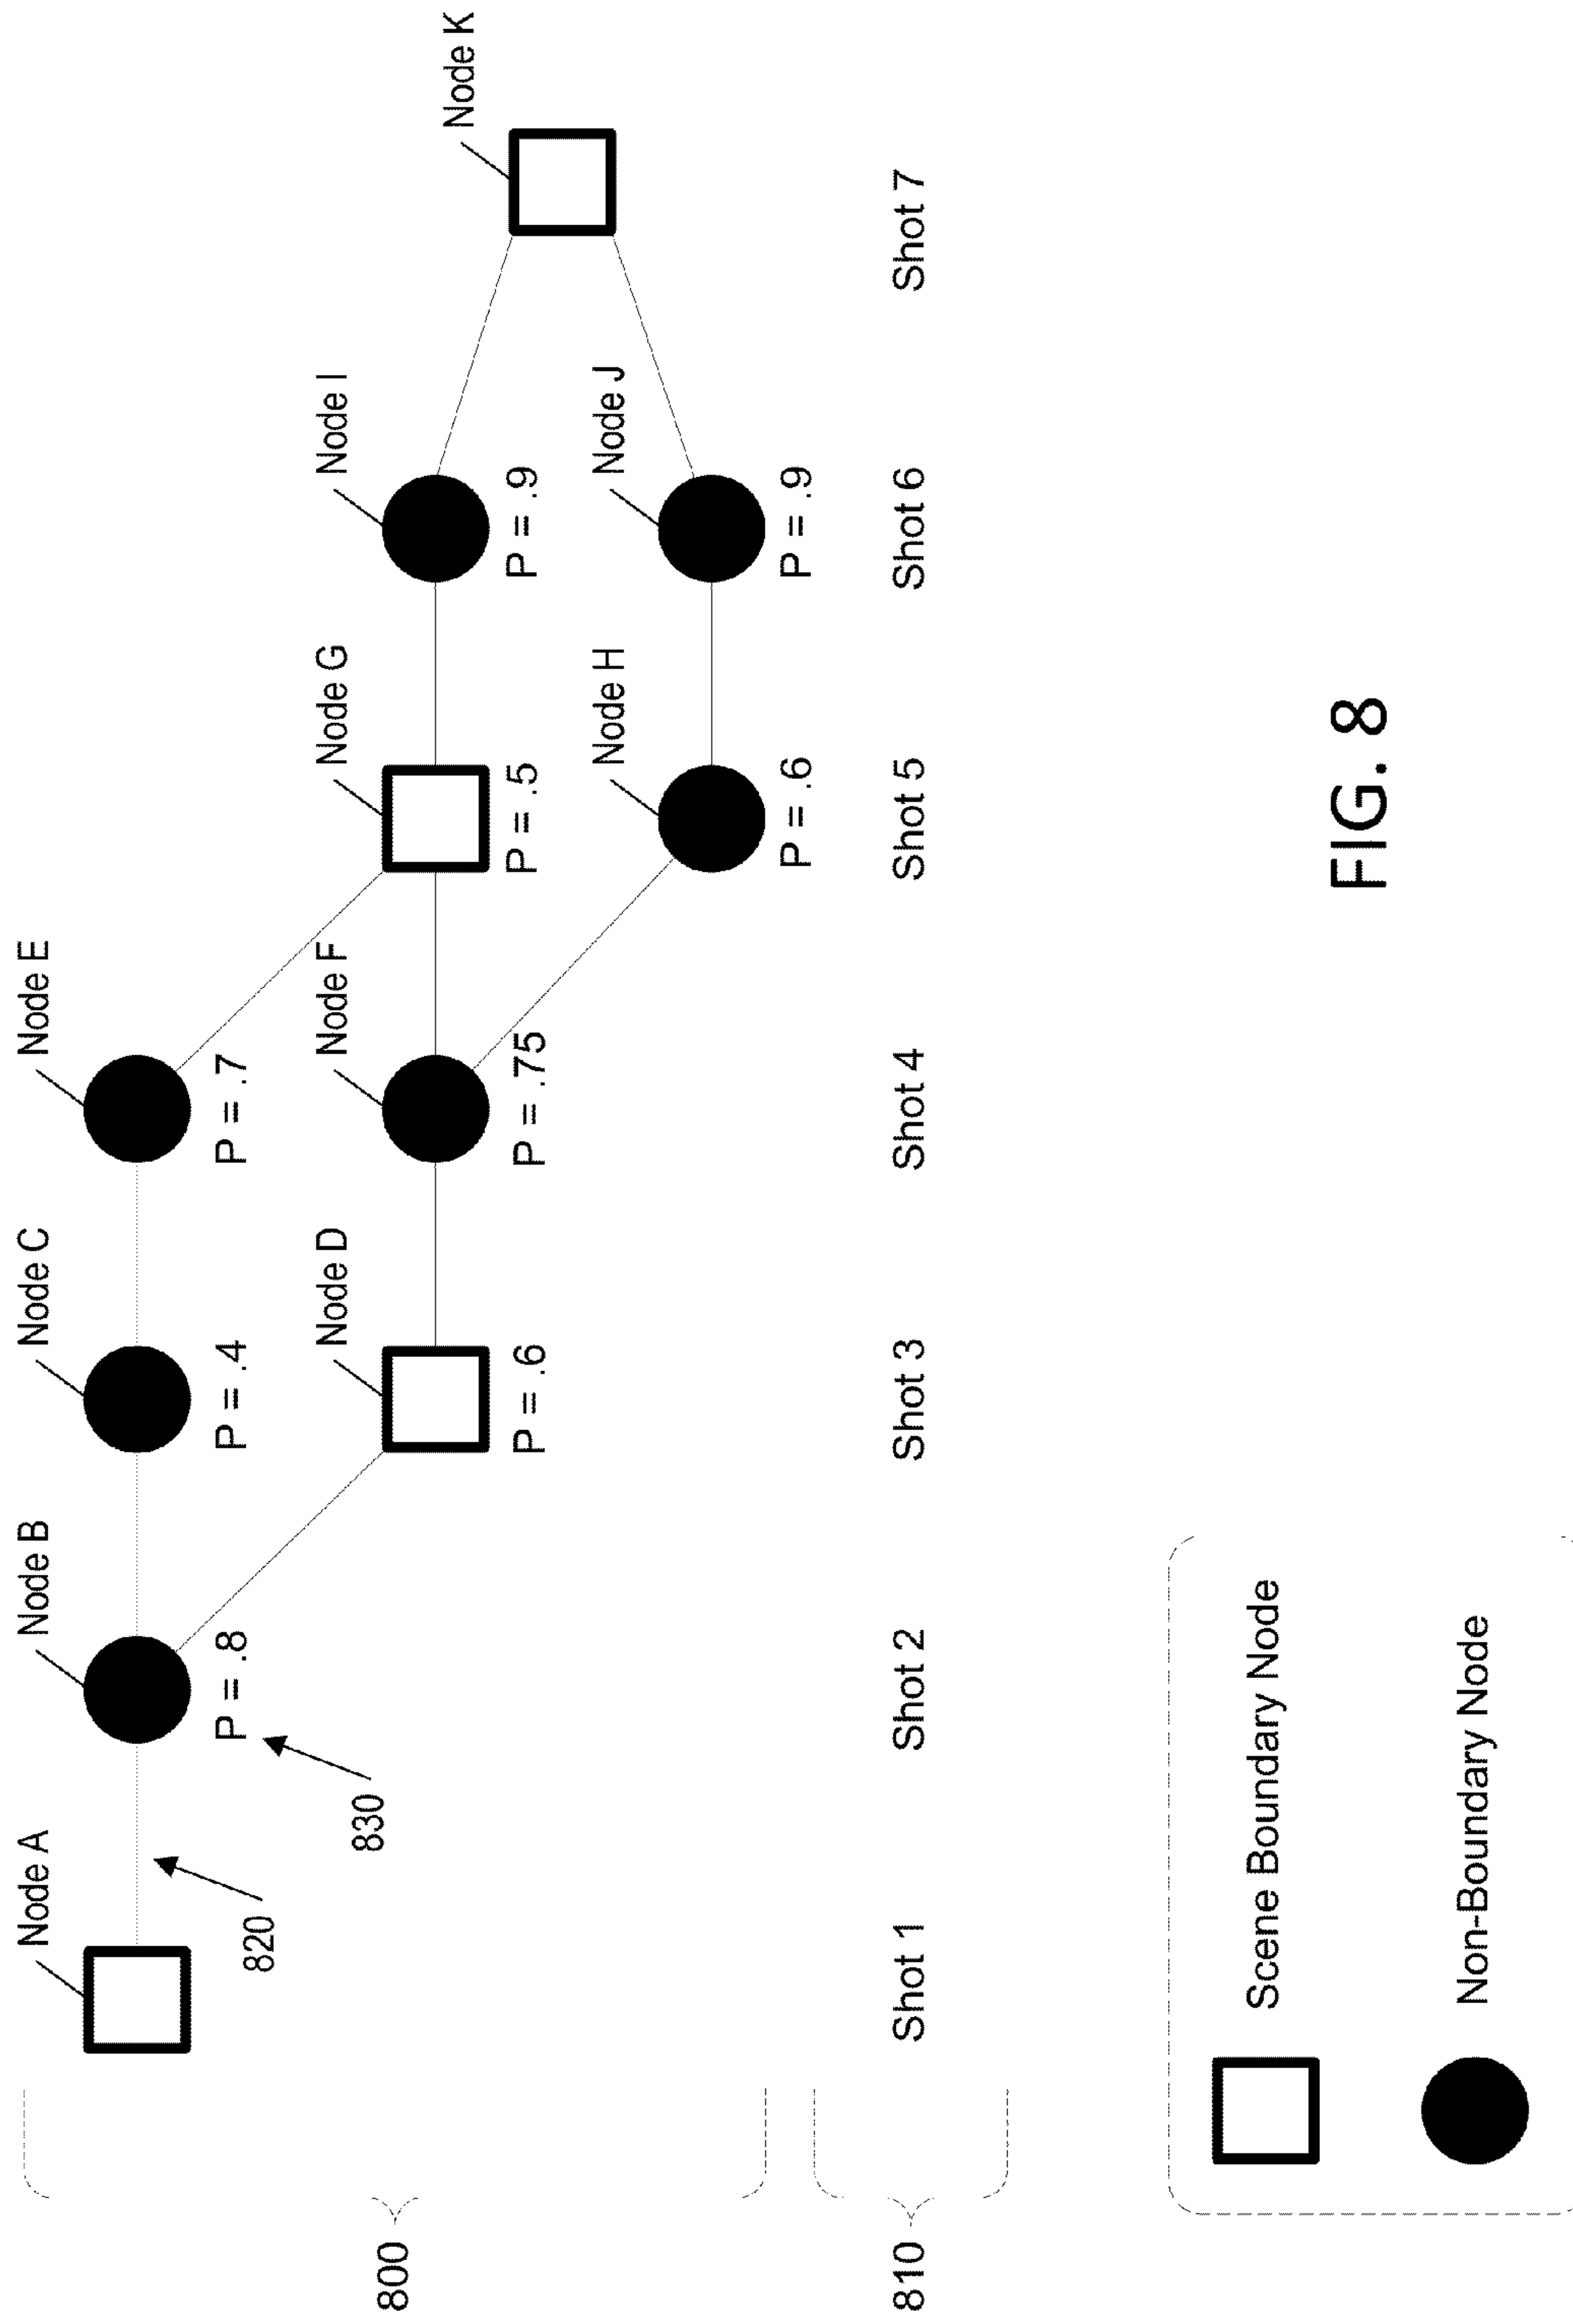 Node A
Node B
Node C
Node E
820
P = .8
P = .4
P = .7
830
Node D
Node F
Node G
Node I
Node K
800
P = .6
P = .75
P = .5
P = .9
Node H
Node J
P = .6
P = .9
810
Shot 1
Shot 2
Shot 3
Shot 4
Shot 5
Shot 6
Shot 7
Scene Boundary Node
Non-Boundary Node
FIG. 8